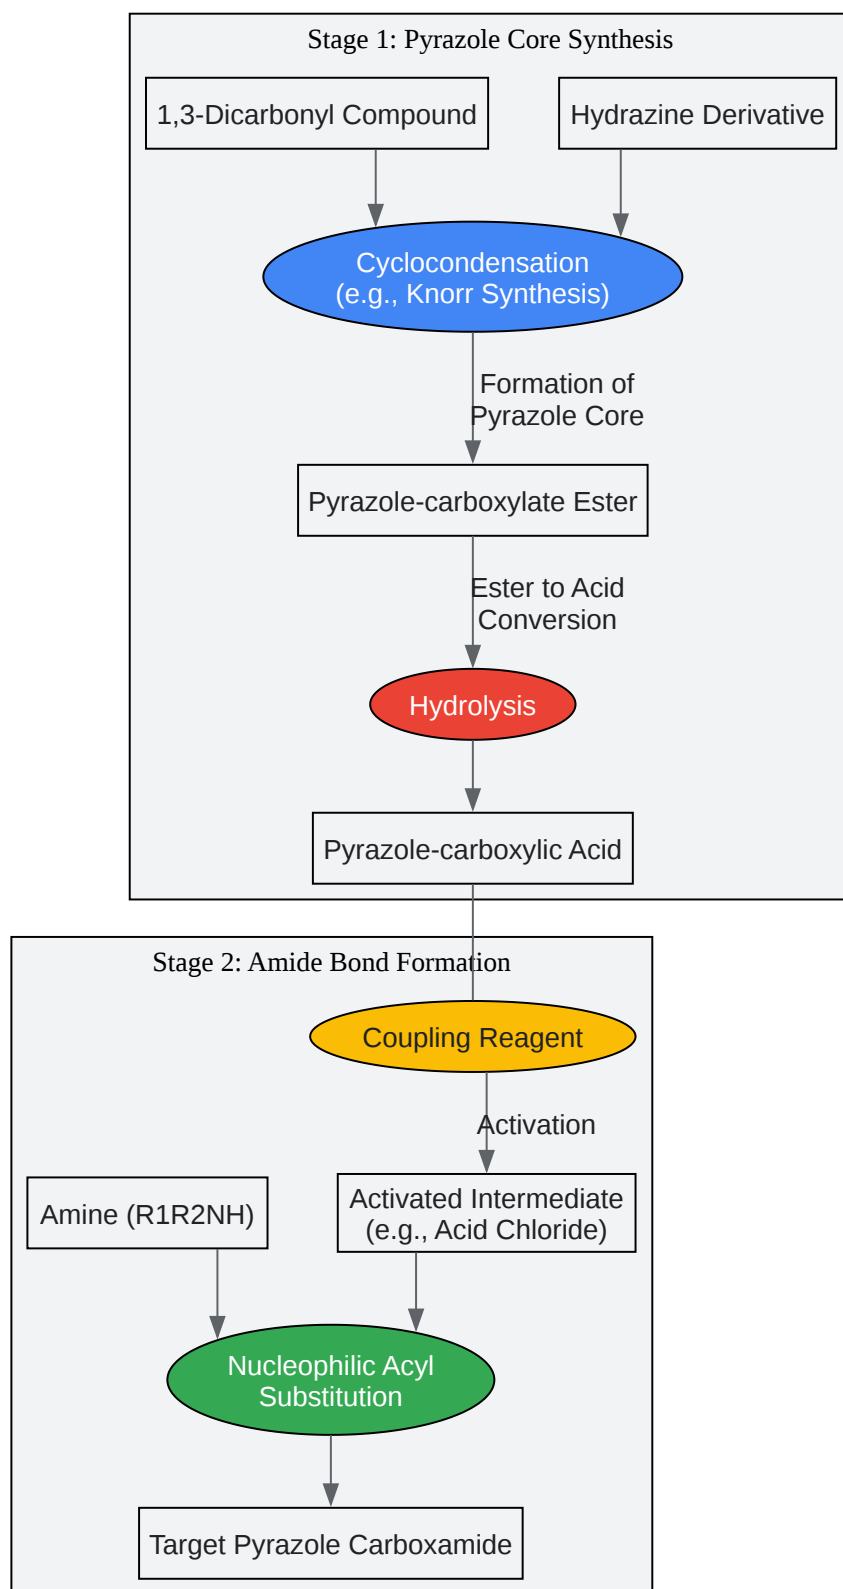 Stage 1: Pyrazole Core Synthesis
1,3-Dicarbonyl Compound
Hydrazine Derivative
Cyclocondensation
(e.g., Knorr Synthesis)
Formation of
Pyrazole Core
Pyrazole-carboxylate Ester
Ester to Acid
Conversion
Hydrolysis
Pyrazole-carboxylic Acid
Stage 2: Amide Bond Formation
Coupling Reagent
Activation
Amine (R1R2NH)
Activated Intermediate
(e.g., Acid Chloride)
Nucleophilic Acyl
Substitution
Target Pyrazole Carboxamide